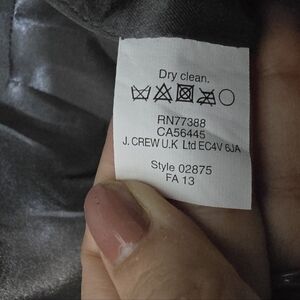 Dry clean.
RN77388
CA56445
J. CREW U.K Ltd EC4V 6JA
Style 02875
FA 13